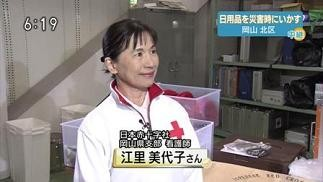 6:19
日用品を災害時にいかす
岡山 北区
中継
日本赤十字社
岡山県支部 看護師
江里 美代子さん